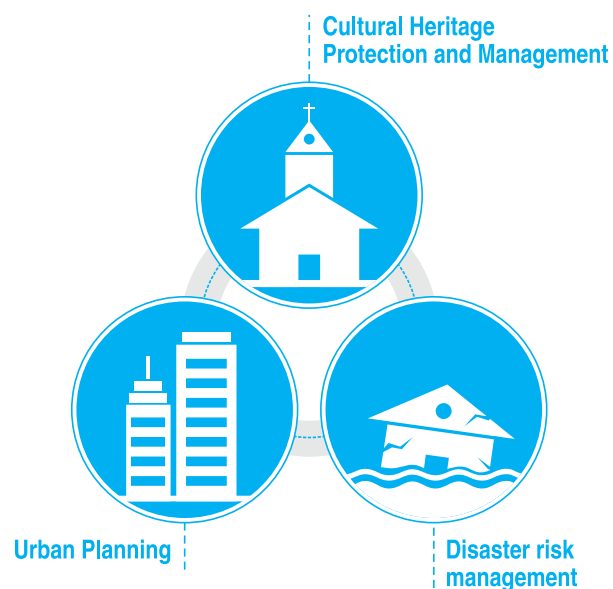 Cultural Heritage
Protection and Management
Urban Planning
Disaster risk
management